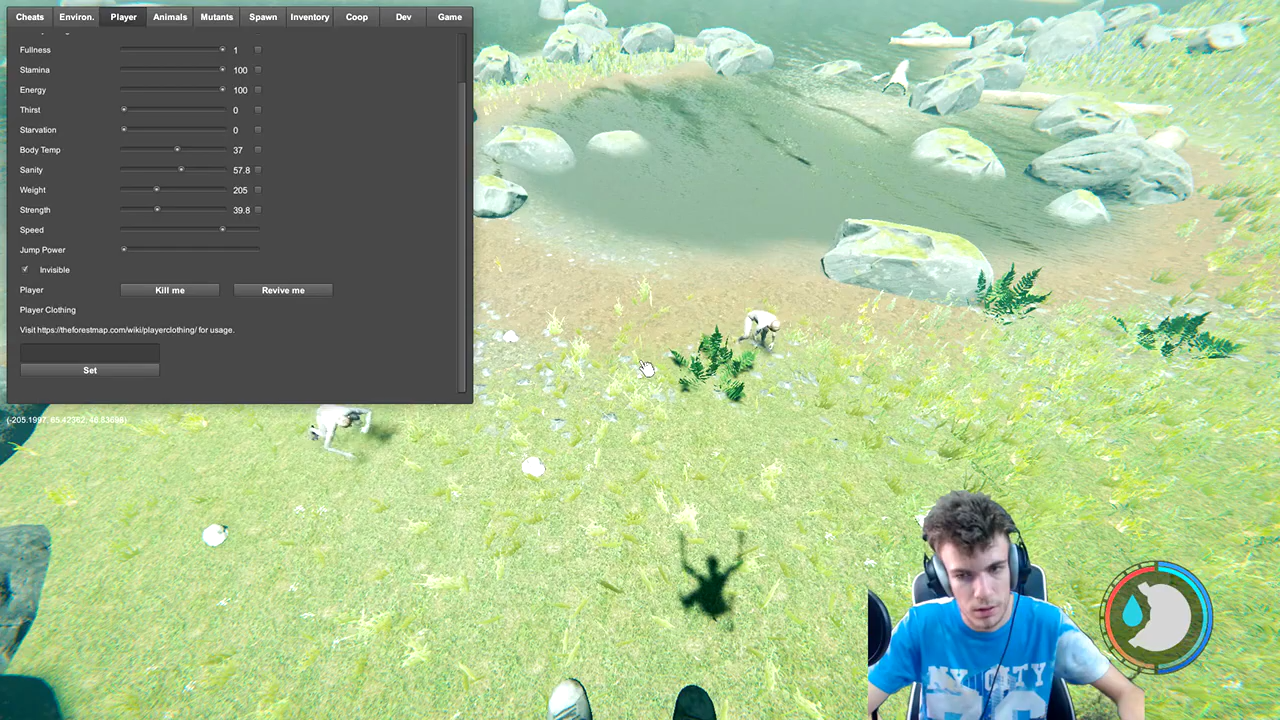 Cheats Environ. Player Animals Mutants Spawn Inventory Coop Dev Game
Fullness 1
Stamina 100
Energy 100
Thirst 0
Starvation 0
Body Temp 37
Sanity 57.8
Weight 205
Strength 39.8
Speed
Jump Power
Invisible
Player Kill me Revive me
Player Clothing
Visit https://theforestmap.com/wiki/playerclothing/ for usage.
Set
NY CITY